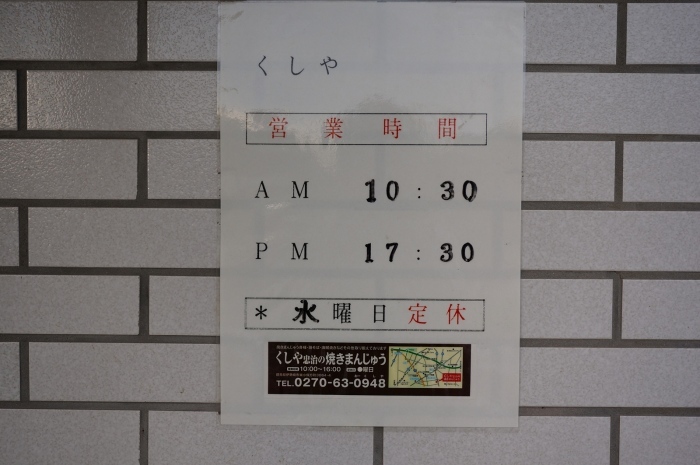 くしや
営業時間
AM 10:30
PM 17:30
* 水曜日定休
くしや忠治の焼きまんじゅう
10:00~16:00 ●曜日
TEL.0270-63-0948